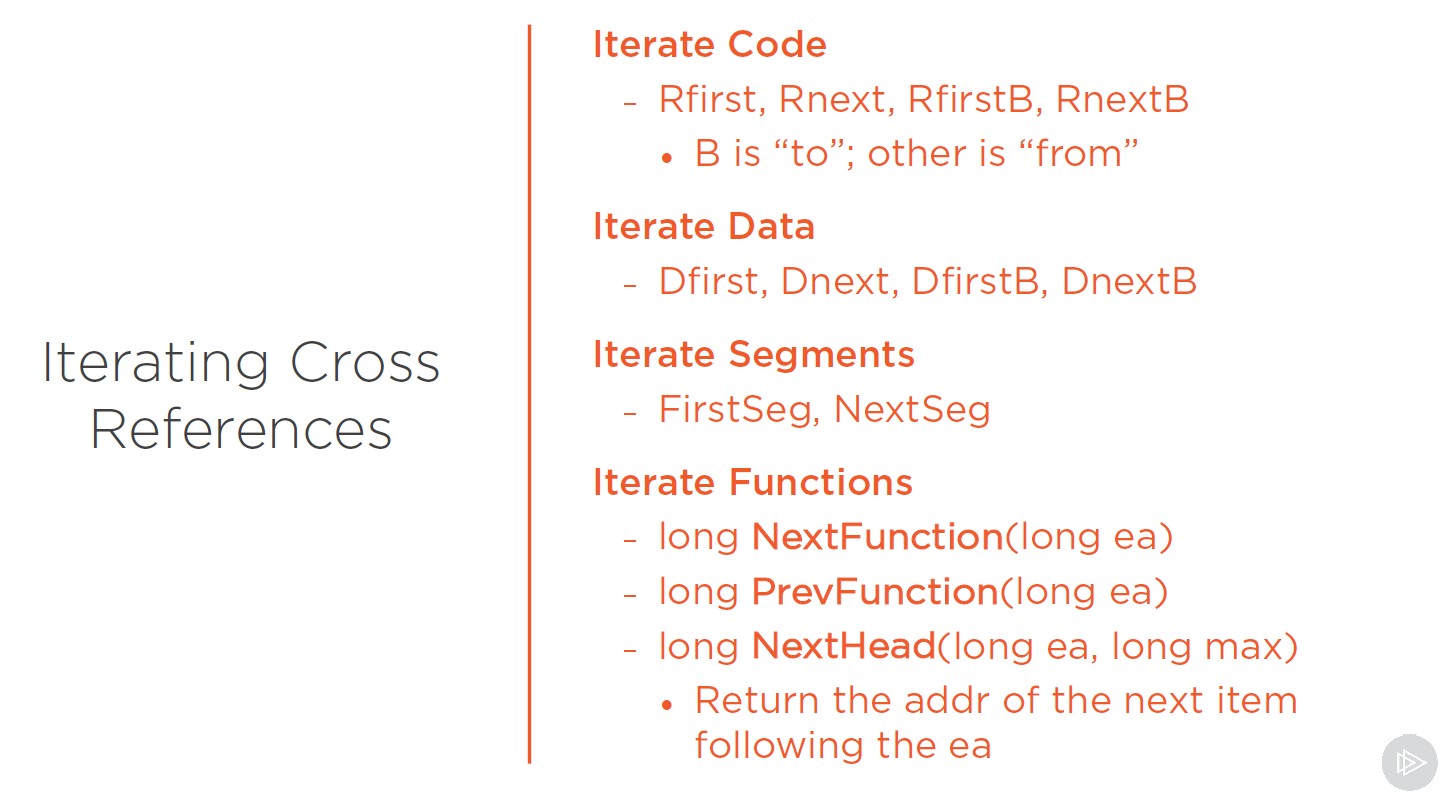 Iterating Cross
References
Iterate Code
- Rfirst, Rnext, RfirstB, RnextB
• B is “to”; other is “from”
Iterate Data
- Dfirst, Dnext, DfirstB, DnextB
Iterate Segments
- FirstSeg, NextSeg
Iterate Functions
- long NextFunction(long ea)
- long PrevFunction(long ea)
- long NextHead(long ea, long max)
• Return the addr of the next item
following the ea